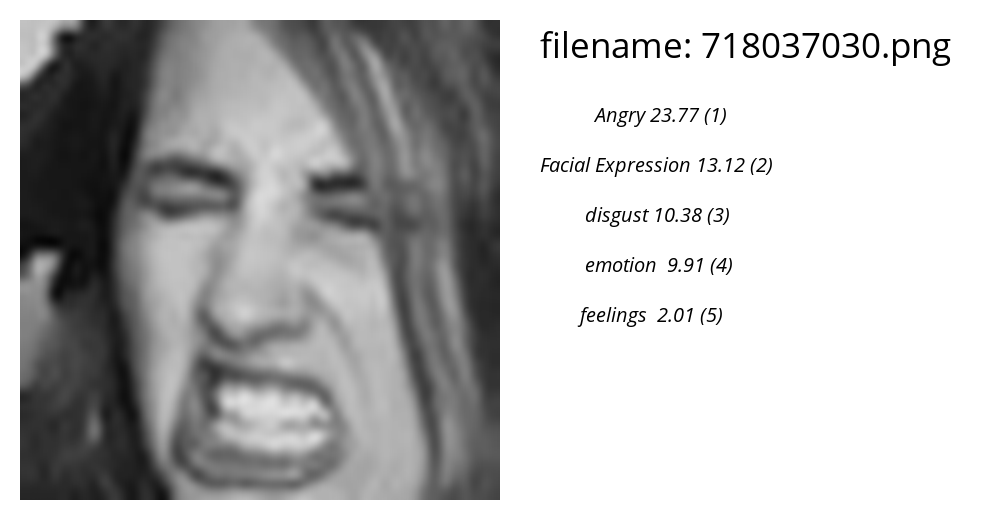 filename: 718037030.png
Angry 23.77 (1)
Facial Expression 13.12 (2)
disgust 10.38 (3)
emotion 9.91 (4)
feelings 2.01 (5)